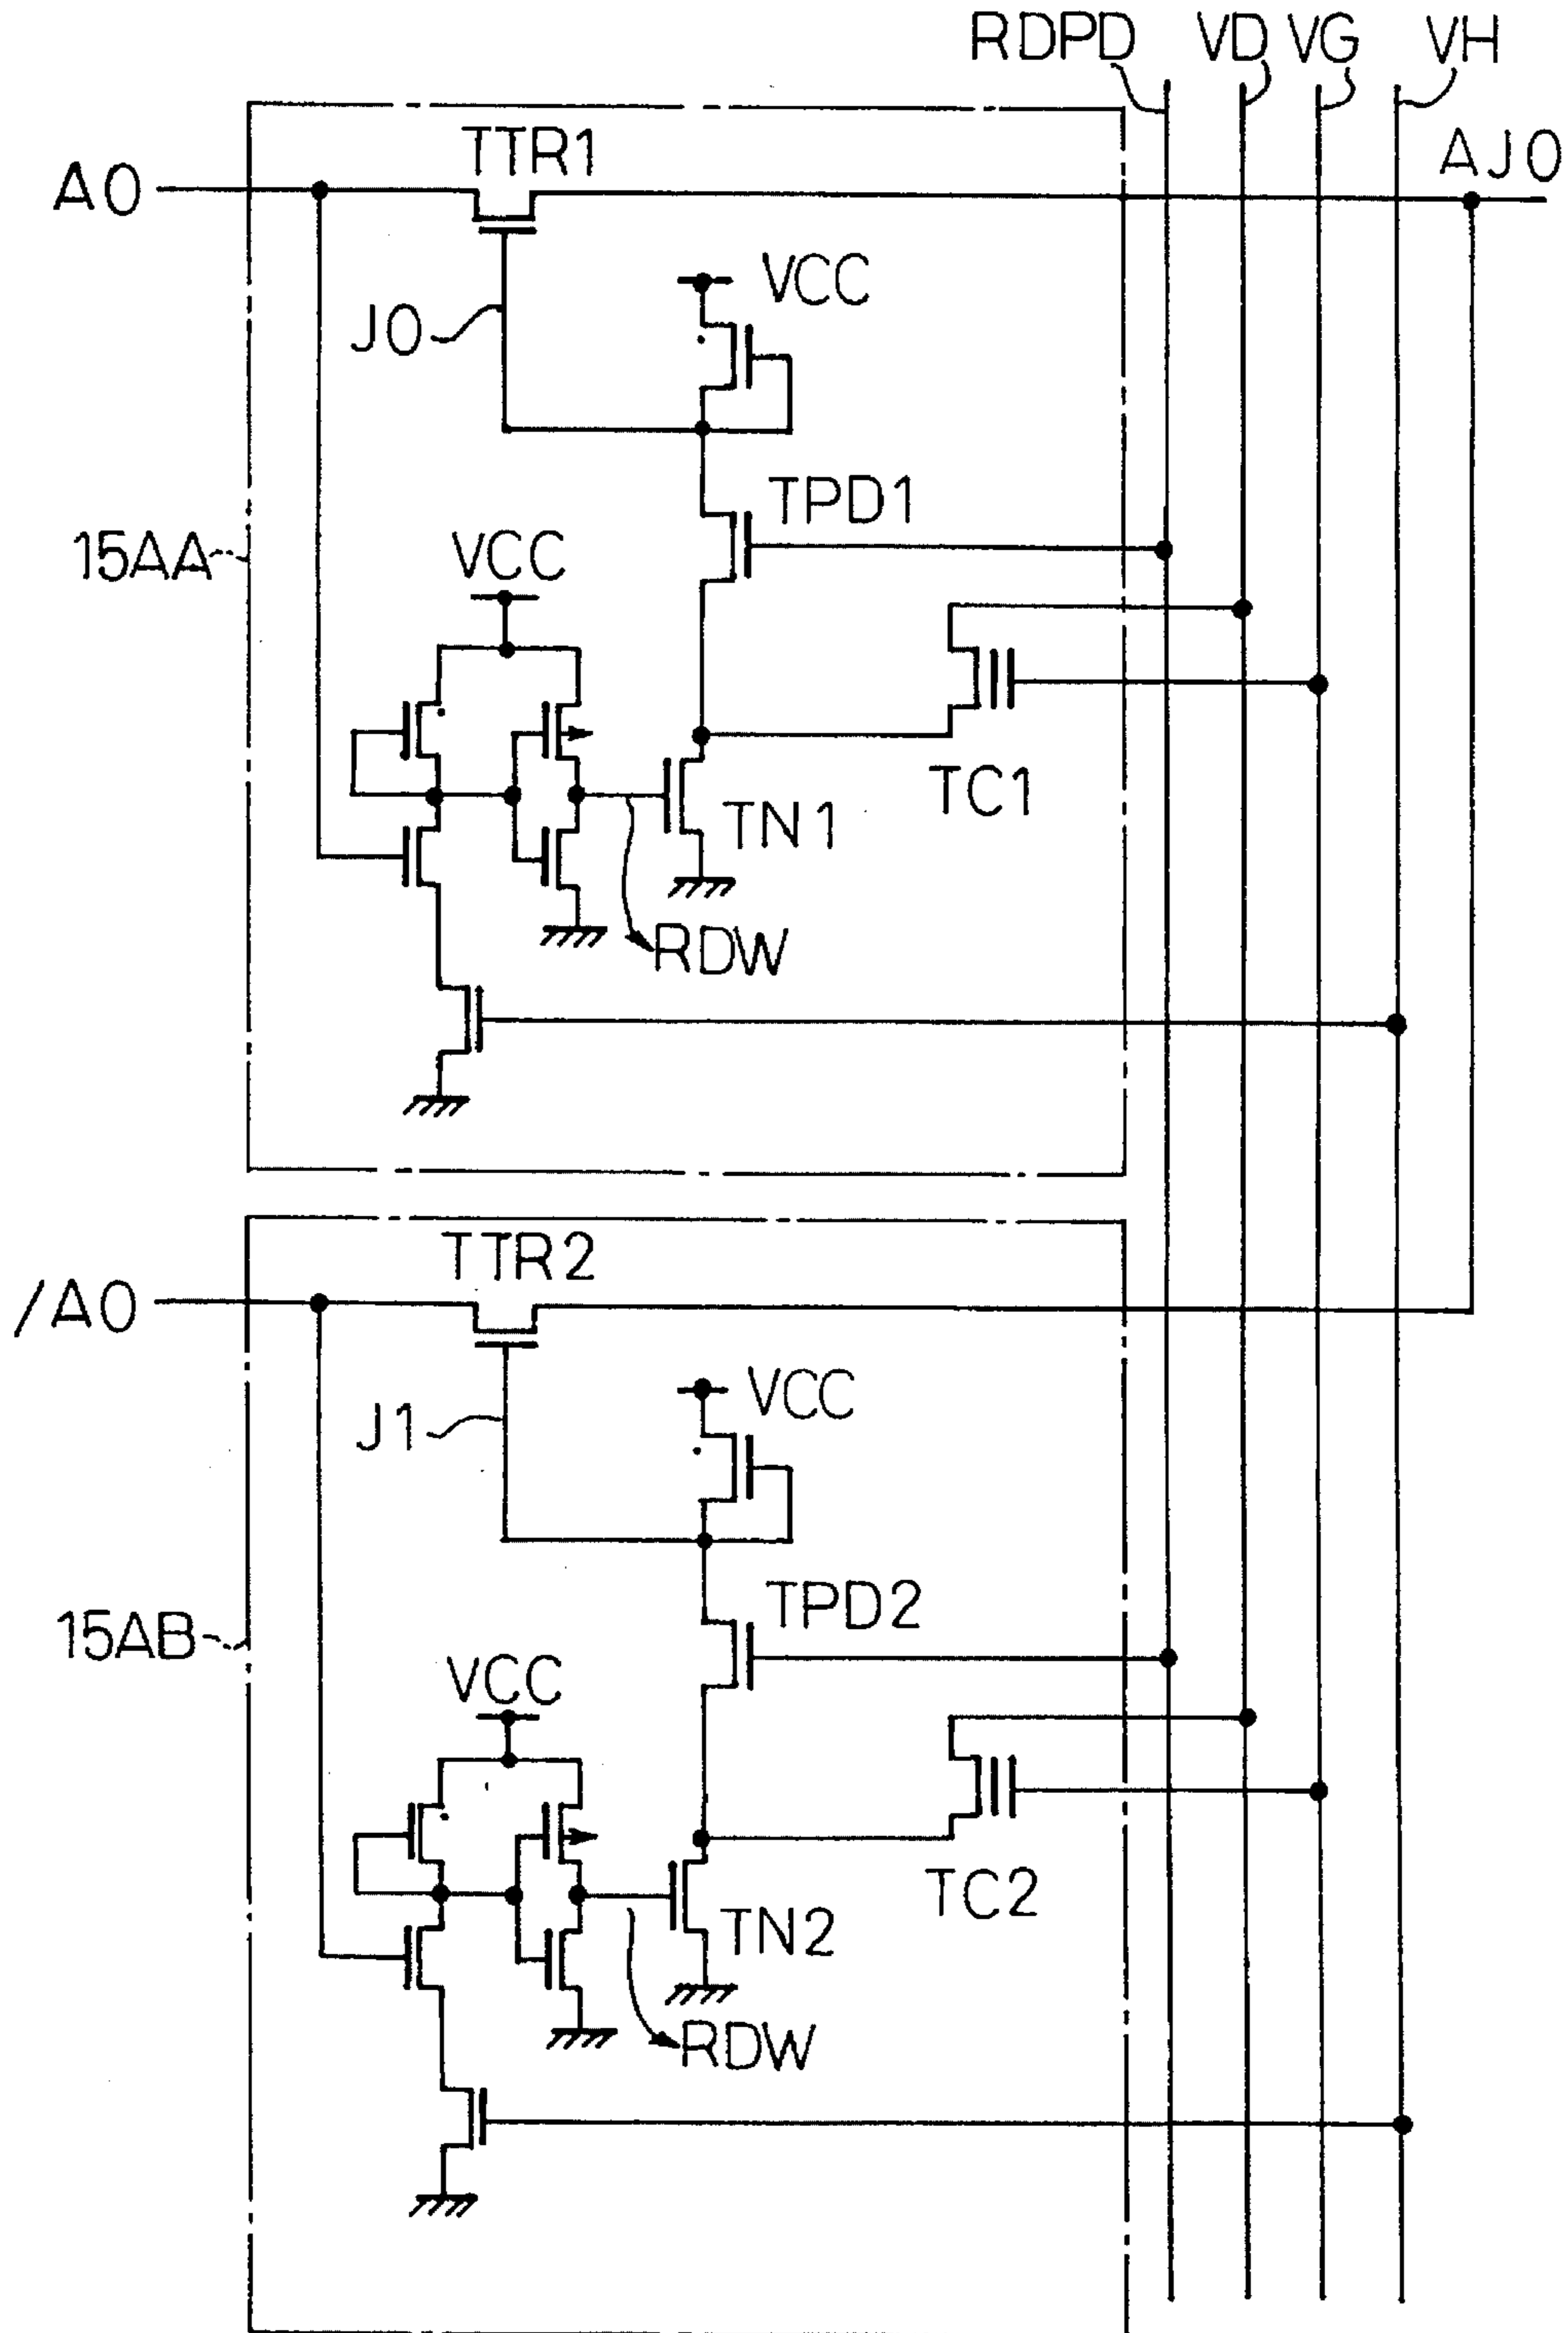 RDPD VD VG VH
AJ0
A0
TTR1
VCC
J0
TPD1
15AA
VCC
TC1
TN1
RDW
TTR2
/A0
VCC
J1
TPD2
15AB
VCC
TC2
TN2
RDW